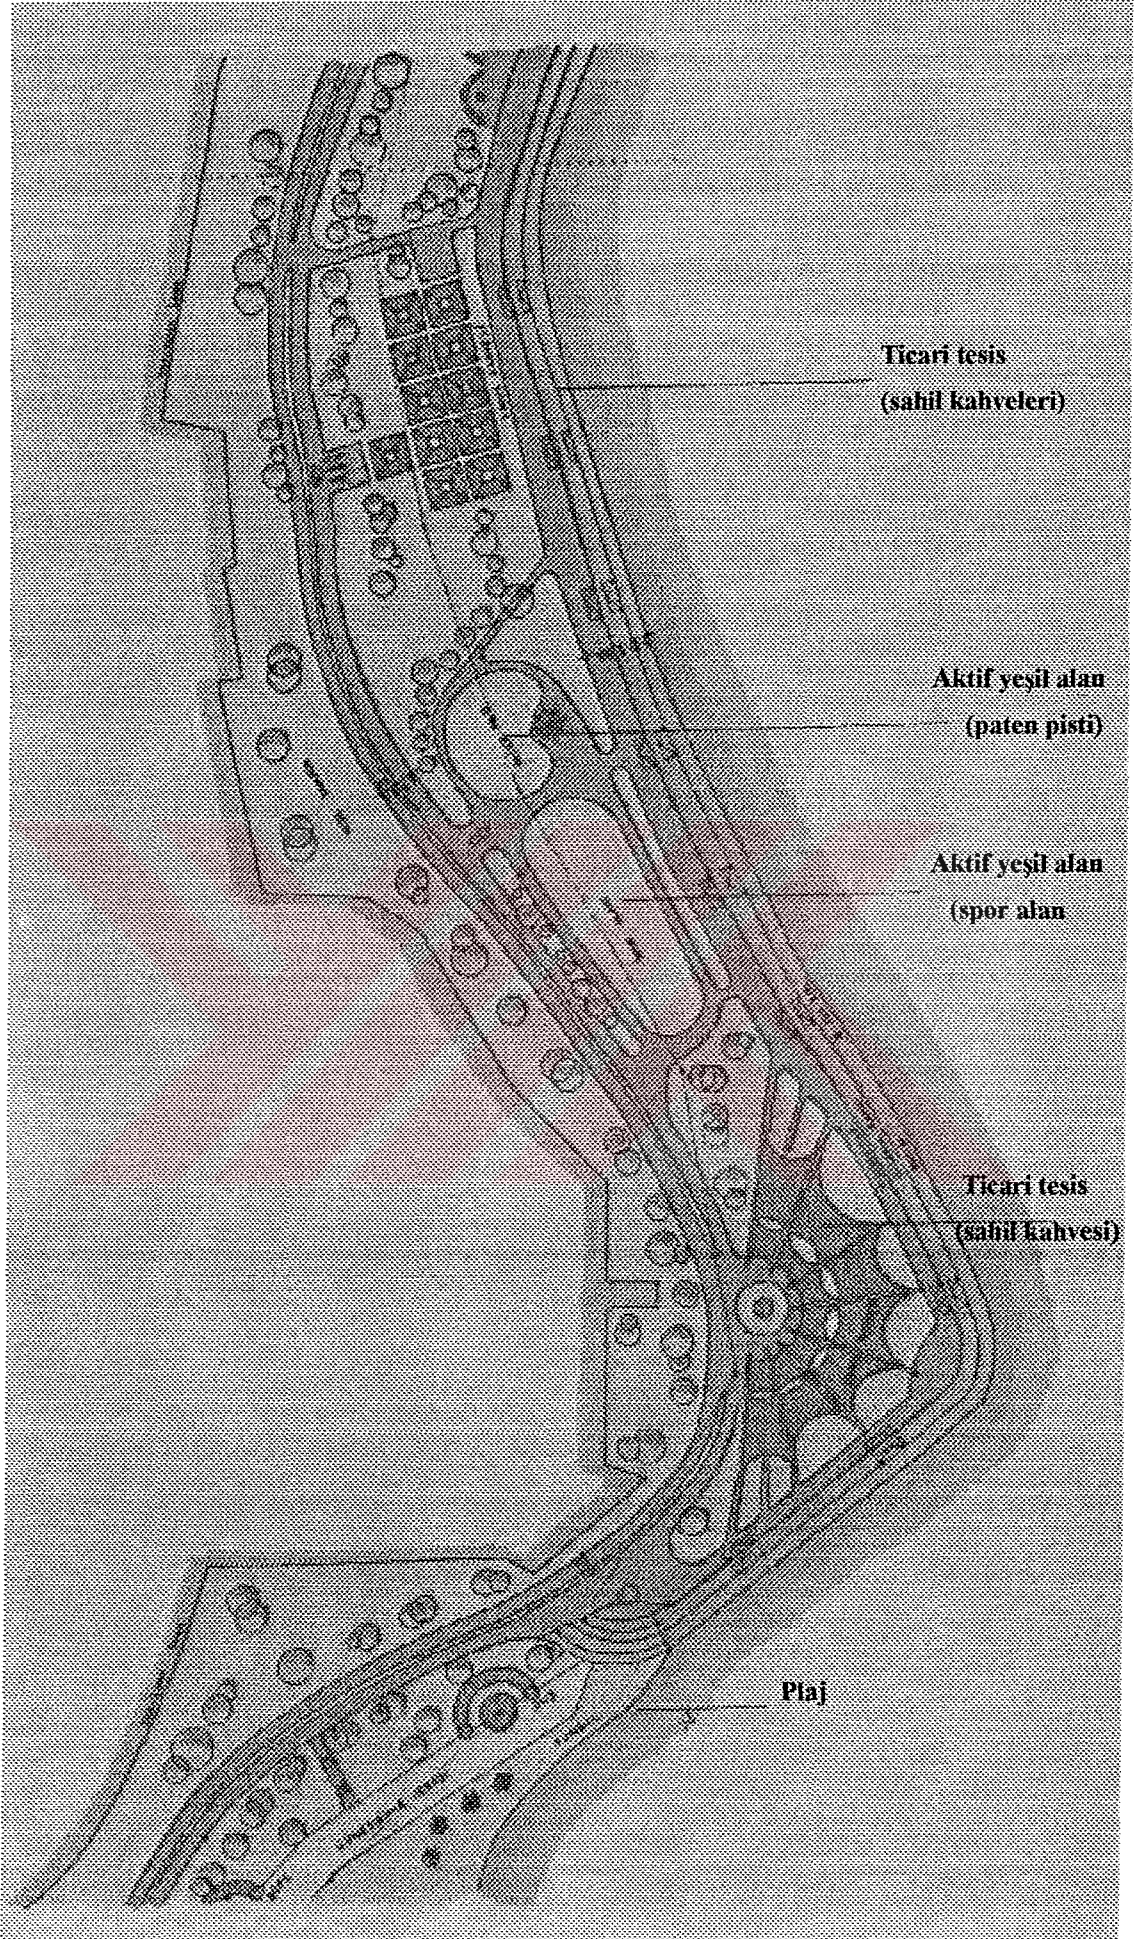 Ticari tesis
(sahil kahveleri)
Aktif yeşil alan
(paten pisti)
Aktif yeşil alan
(spor alan
Ticari tesis
(sahil kahvesi)
Plaj